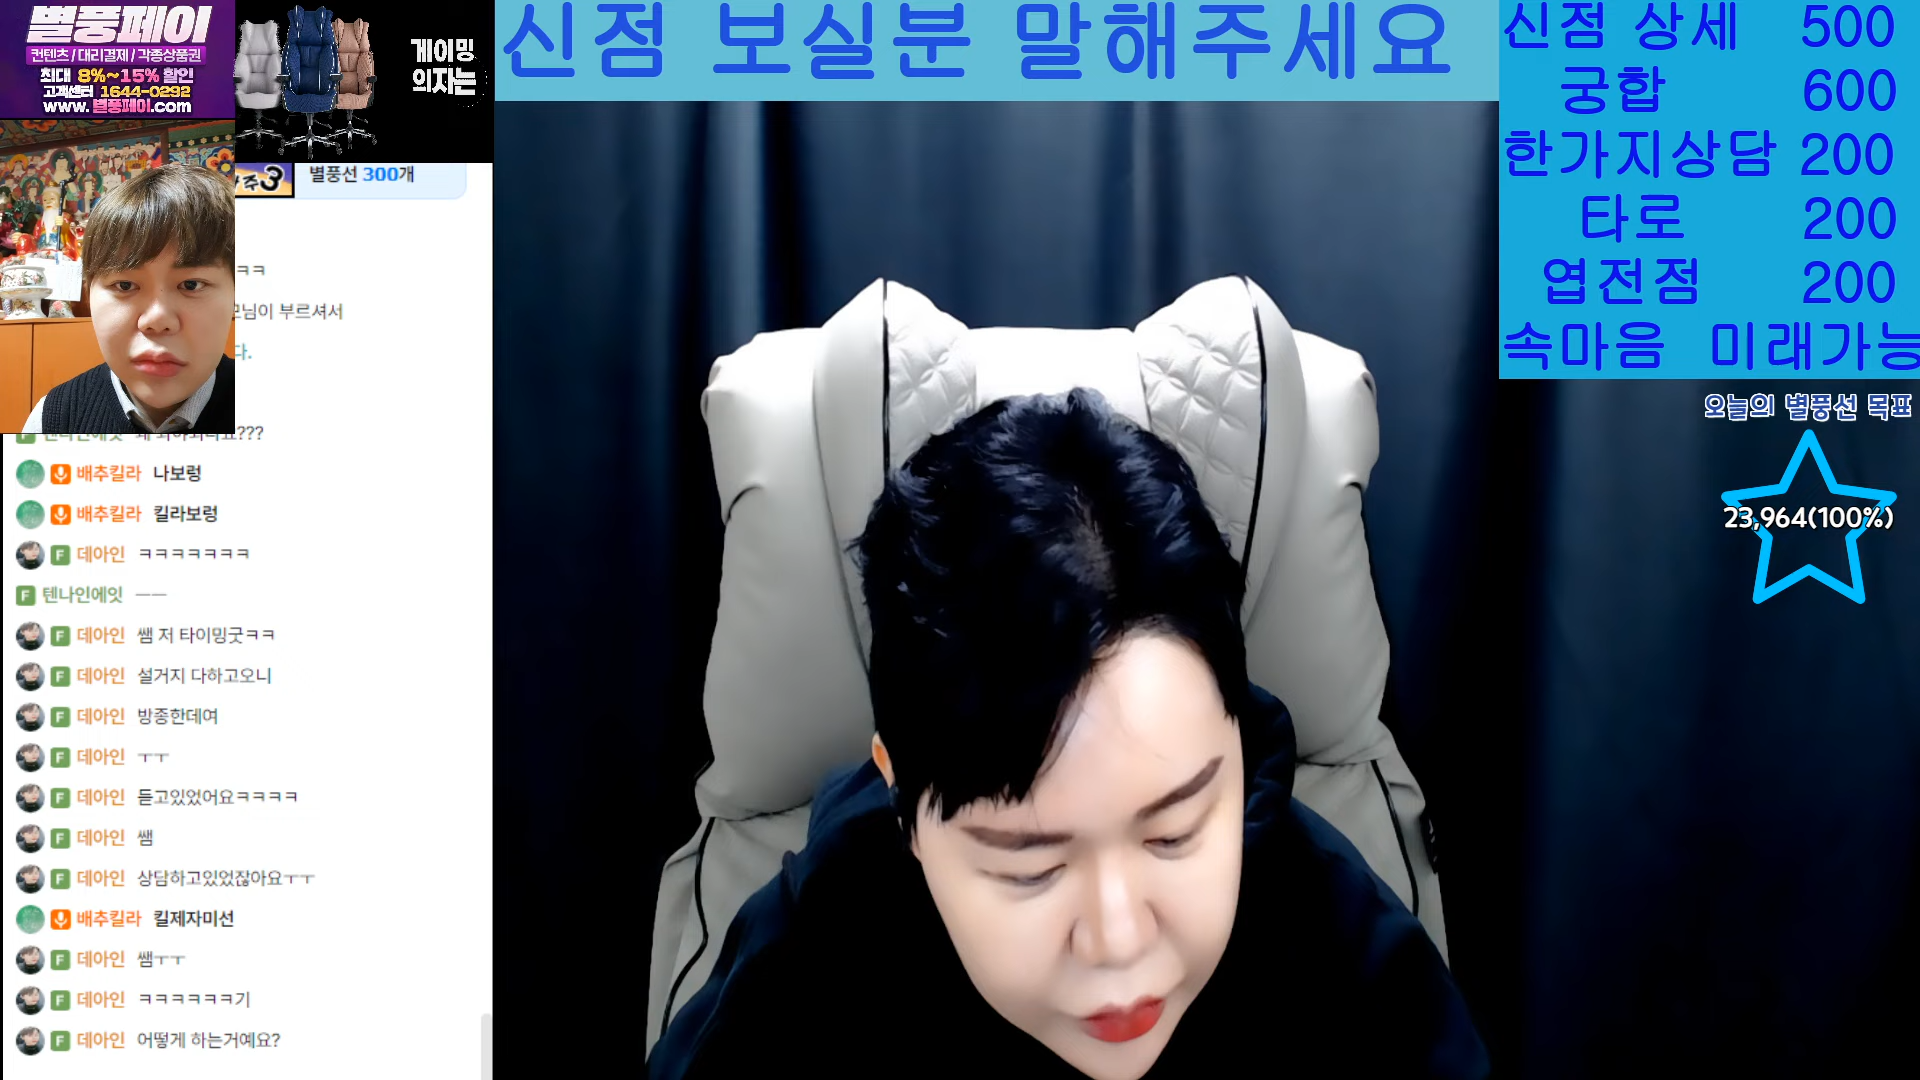 별풍페이
컨텐츠 / 대리결제 / 각종상품권
최대 8%~15% 할인
고객센터 1644-0292
www.별풍페이.com
게이밍
의자는
신점 보실분 말해주세요
신점 상세 500
궁합 600
한가지상담 200
타로 200
엽전점 200
속마음 미래가능
오늘의 별풍선 목표
23,964(100%)
3
별풍선 300개
ㅋㅋ
부르셔서
다.
텐나인에잇
배추킬라 나보렁
배추킬라 킬라보렁
F 데아인 ㅋㅋㅋㅋㅋㅋㅋ
F 텐나인에잇 ㅡㅡ
F 데아인 쌤 저 타이밍굿ㅋㅋ
F 데아인 설거지 다하고오니
F 데아인 방종한데여
F 데아인 ㅜㅜ
F 데아인 듣고있었어요ㅋㅋㅋㅋ
F 데아인 쌤
F 데아인 상담하고있었잖아요ㅜㅜ
배추킬라 킬제자미선
F 데아인 쌤ㅜㅜ
F 데아인 ㅋㅋㅋㅋㅋㅋ기
F 데아인 어떻게 하는거예요?